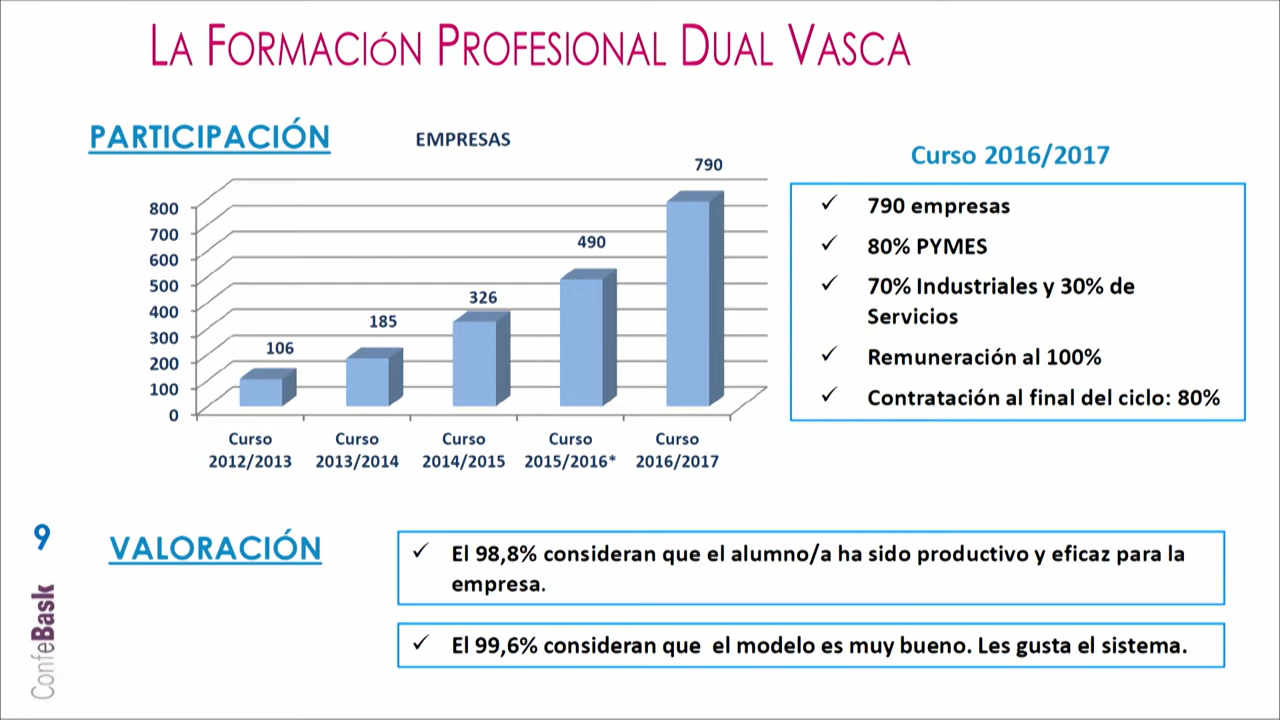 LA FORMACIÓN PROFESIONAL DUAL VASCA
PARTICIPACIÓN
EMPRESAS
800
700
600
500
400
300
200
100
0
106
185
326
490
790
Curso
2012/2013
Curso
2013/2014
Curso
2014/2015
Curso
2015/2016*
Curso
2016/2017
Curso 2016/2017
✓ 790 empresas
✓ 80% PYMES
✓ 70% Industriales y 30% de
Servicios
✓ Remuneración al 100%
✓ Contratación al final del ciclo: 80%
9
VALORACIÓN
✓ El 98,8% consideran que el alumno/a ha sido productivo y eficaz para la
empresa.
✓ El 99,6% consideran que el modelo es muy bueno. Les gusta el sistema.
ConfeBask